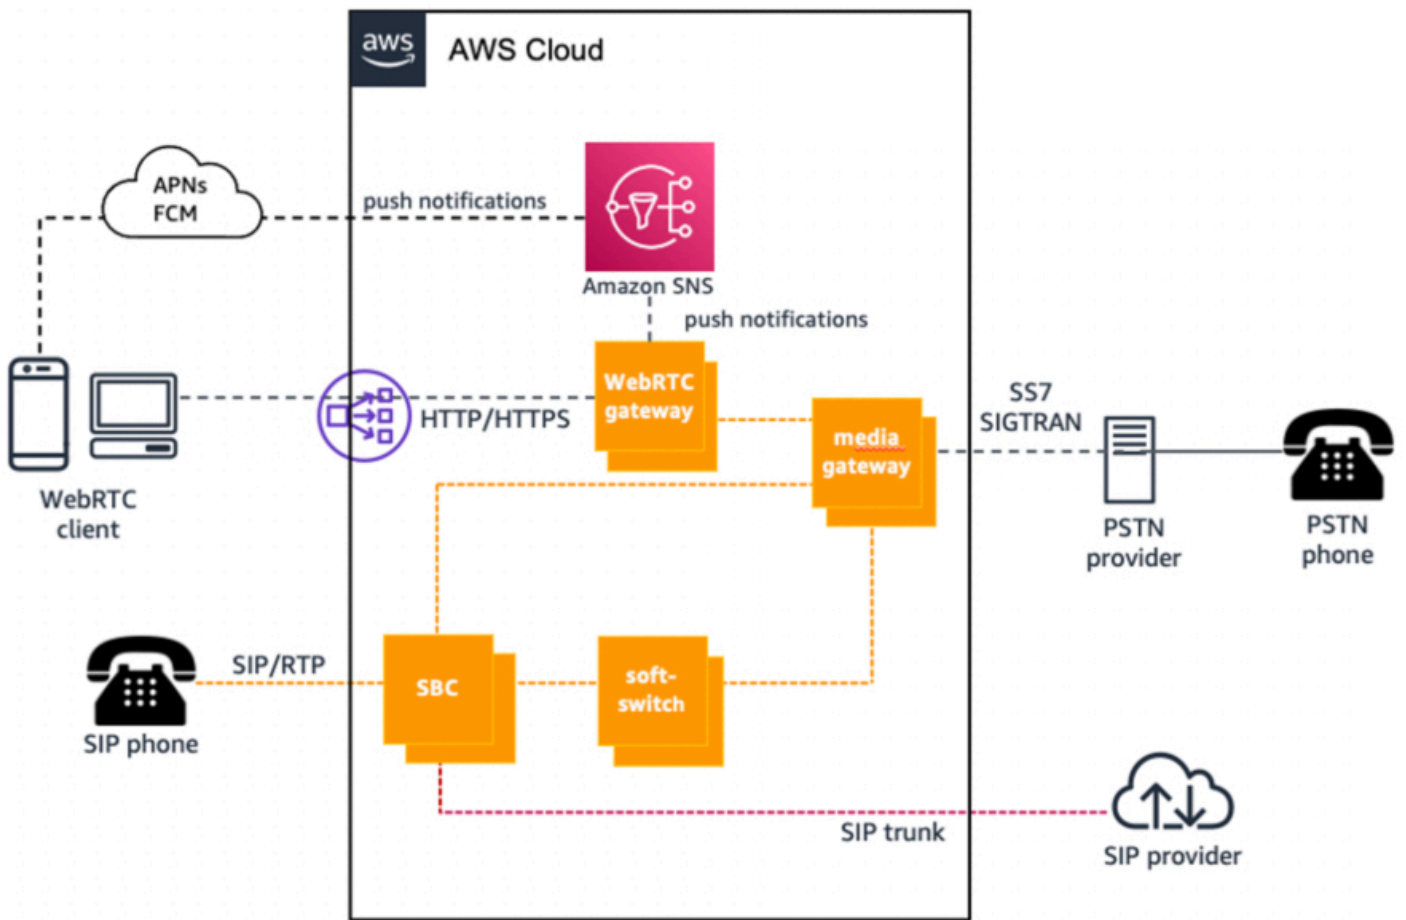 aws
AWS Cloud
APNs
FCM
push notifications
Amazon SNS
push notifications
WebRTC
gateway
HTTP/HTTPS
media
gateway
SS7
SIGTRAN
WebRTC
client
PSTN
provider
PSTN
phone
SIP/RTP
SBC
soft-
switch
SIP phone
SIP trunk
SIP provider